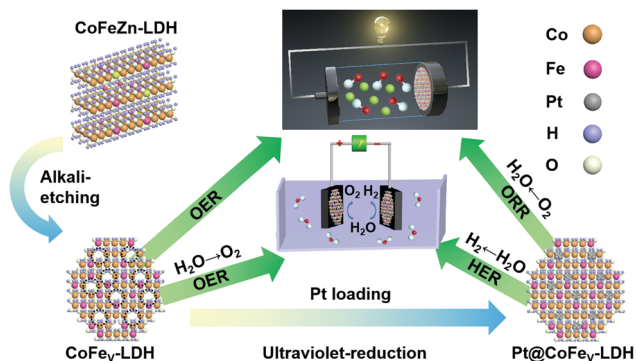 CoFeZn-LDH
Alkali-
etching
CoFeV-LDH
OER
H2O→O2
OER
+
−
O2 H2
H2O
Pt loading
Ultraviolet-reduction
H2O←O2
ORR
H2←H2O
HER
Pt@CoFeV-LDH
Co
Fe
Pt
H
O